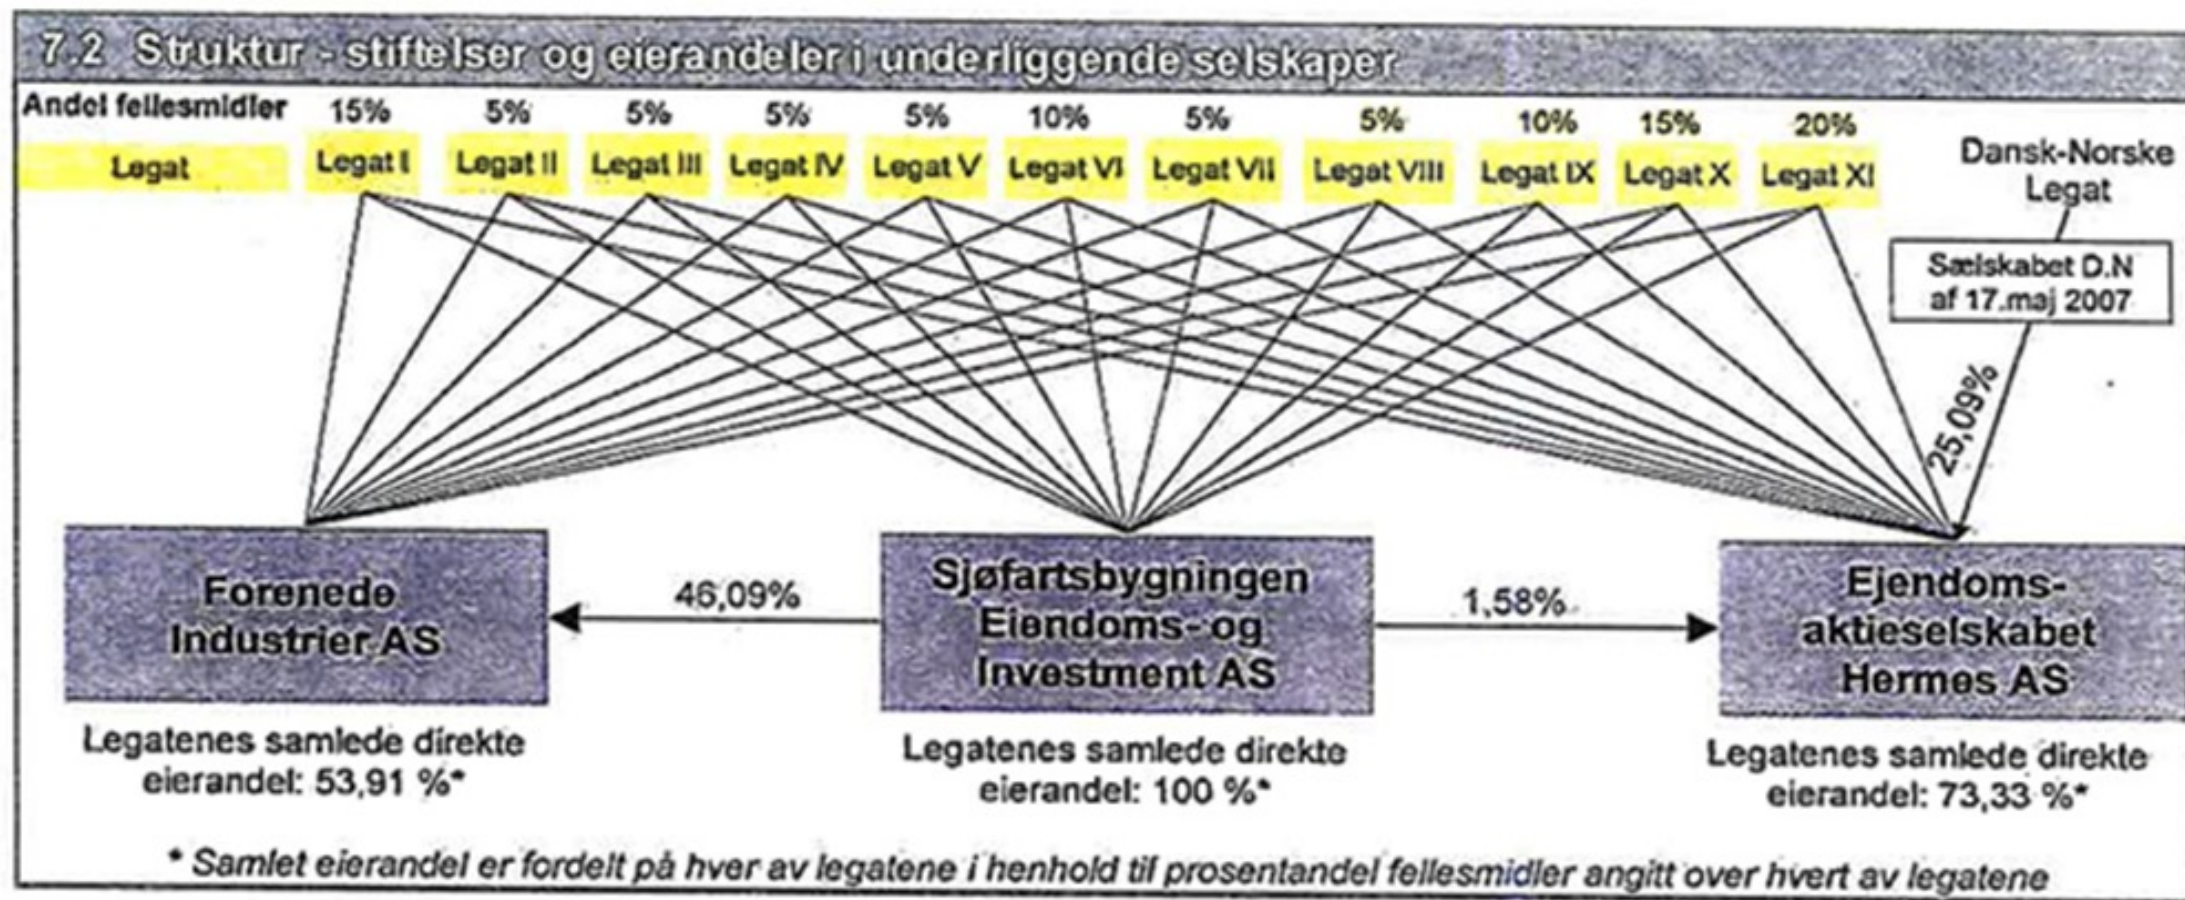 7.2 Struktur - stiftelser og eierandeler i underliggende selskaper
Andel fellesmidler 15% 5% 5% 5% 5% 10% 5% 5% 10% 15% 20%
Legat Legat I Legat II Legat III Legat IV Legat V Legat VI Legat VII Legat VIII Legat IX Legat X Legat XI
Dansk-Norske
Legat
Sælskabet D.N
af 17.maj 2007
25,09%
Forenede
Industrier AS
46,09%
Sjøfartsbygningen
Eiendoms- og
Investment AS
1,58%
Ejendoms-
aktieselskabet
Hermes AS
Legatenes samlede direkte
eierandel: 53,91 %*
Legatenes samlede direkte
eierandel: 100 %*
Legatenes samlede direkte
eierandel: 73,33 %*
* Samlet eierandel er fordelt på hver av legatene i henhold til prosentandel fellesmidler angitt over hvert av legatene